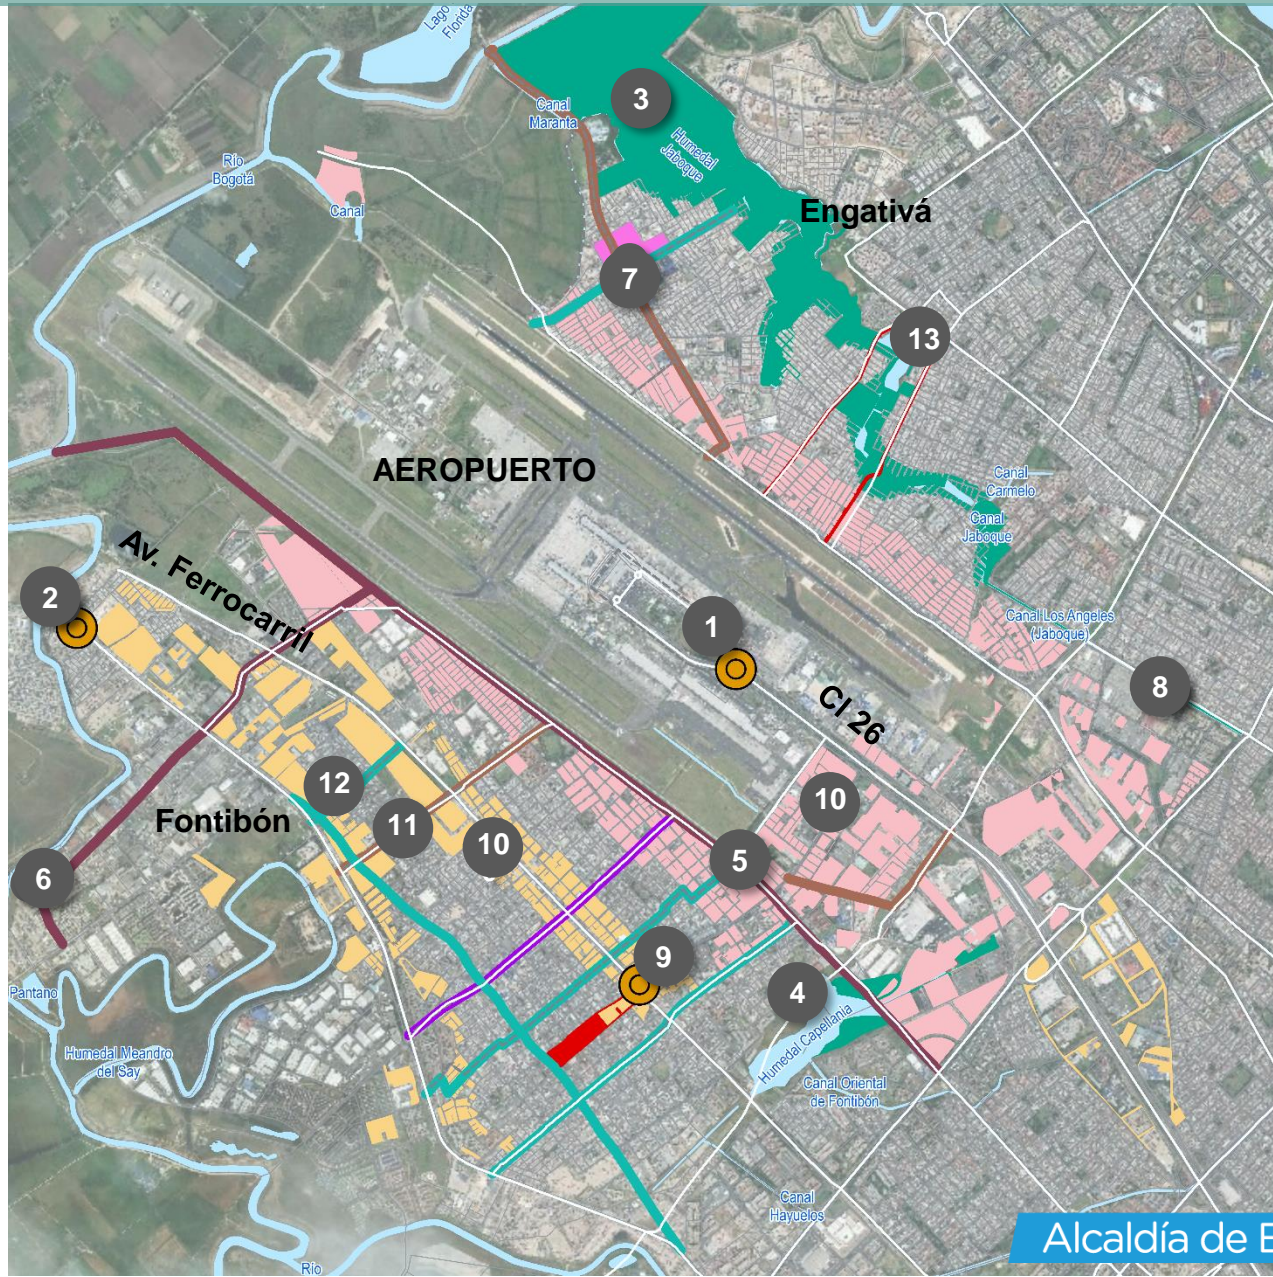 Lago
Florida
3
Canal
Maranta
Humedal
Jaboque
Río
Bogotá
Canal
Engativá
7
13
AEROPUERTO
Canal
Carmelo
Canal
Jaboque
Av. Ferrocarril
2
1
Canal Los Angeles
(Jaboque)
8
Cl 26
12
10
Fontibón
11
10
5
6
9
4
Pantano
Humedal Capellanía
Humedal Meandro
del Say
Canal Oriental
de Fontibón
Canal
Hayuelos
Alcaldía de B
Río